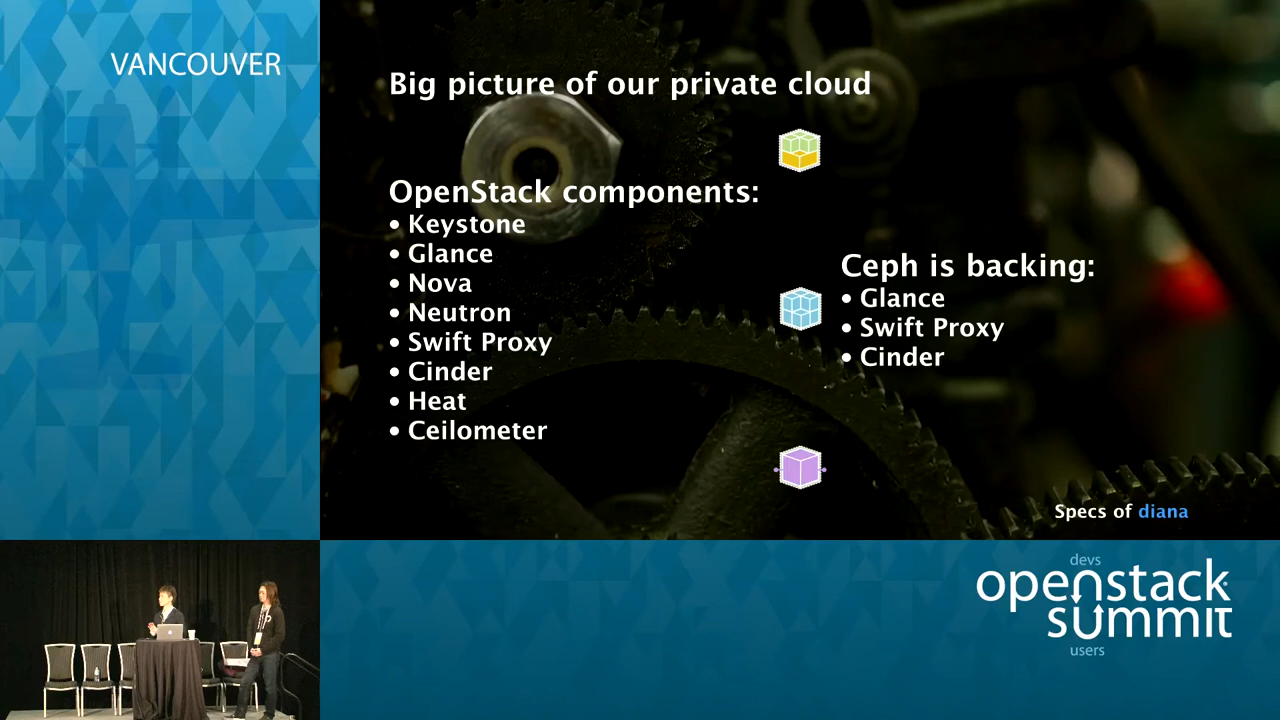 VANCOUVER
Big picture of our private cloud
OpenStack components:
• Keystone
• Glance
• Nova
• Neutron
• Swift Proxy
• Cinder
• Heat
• Ceilometer
Ceph is backing:
• Glance
• Swift Proxy
• Cinder
Specs of diana
devs
openstack
summit
users